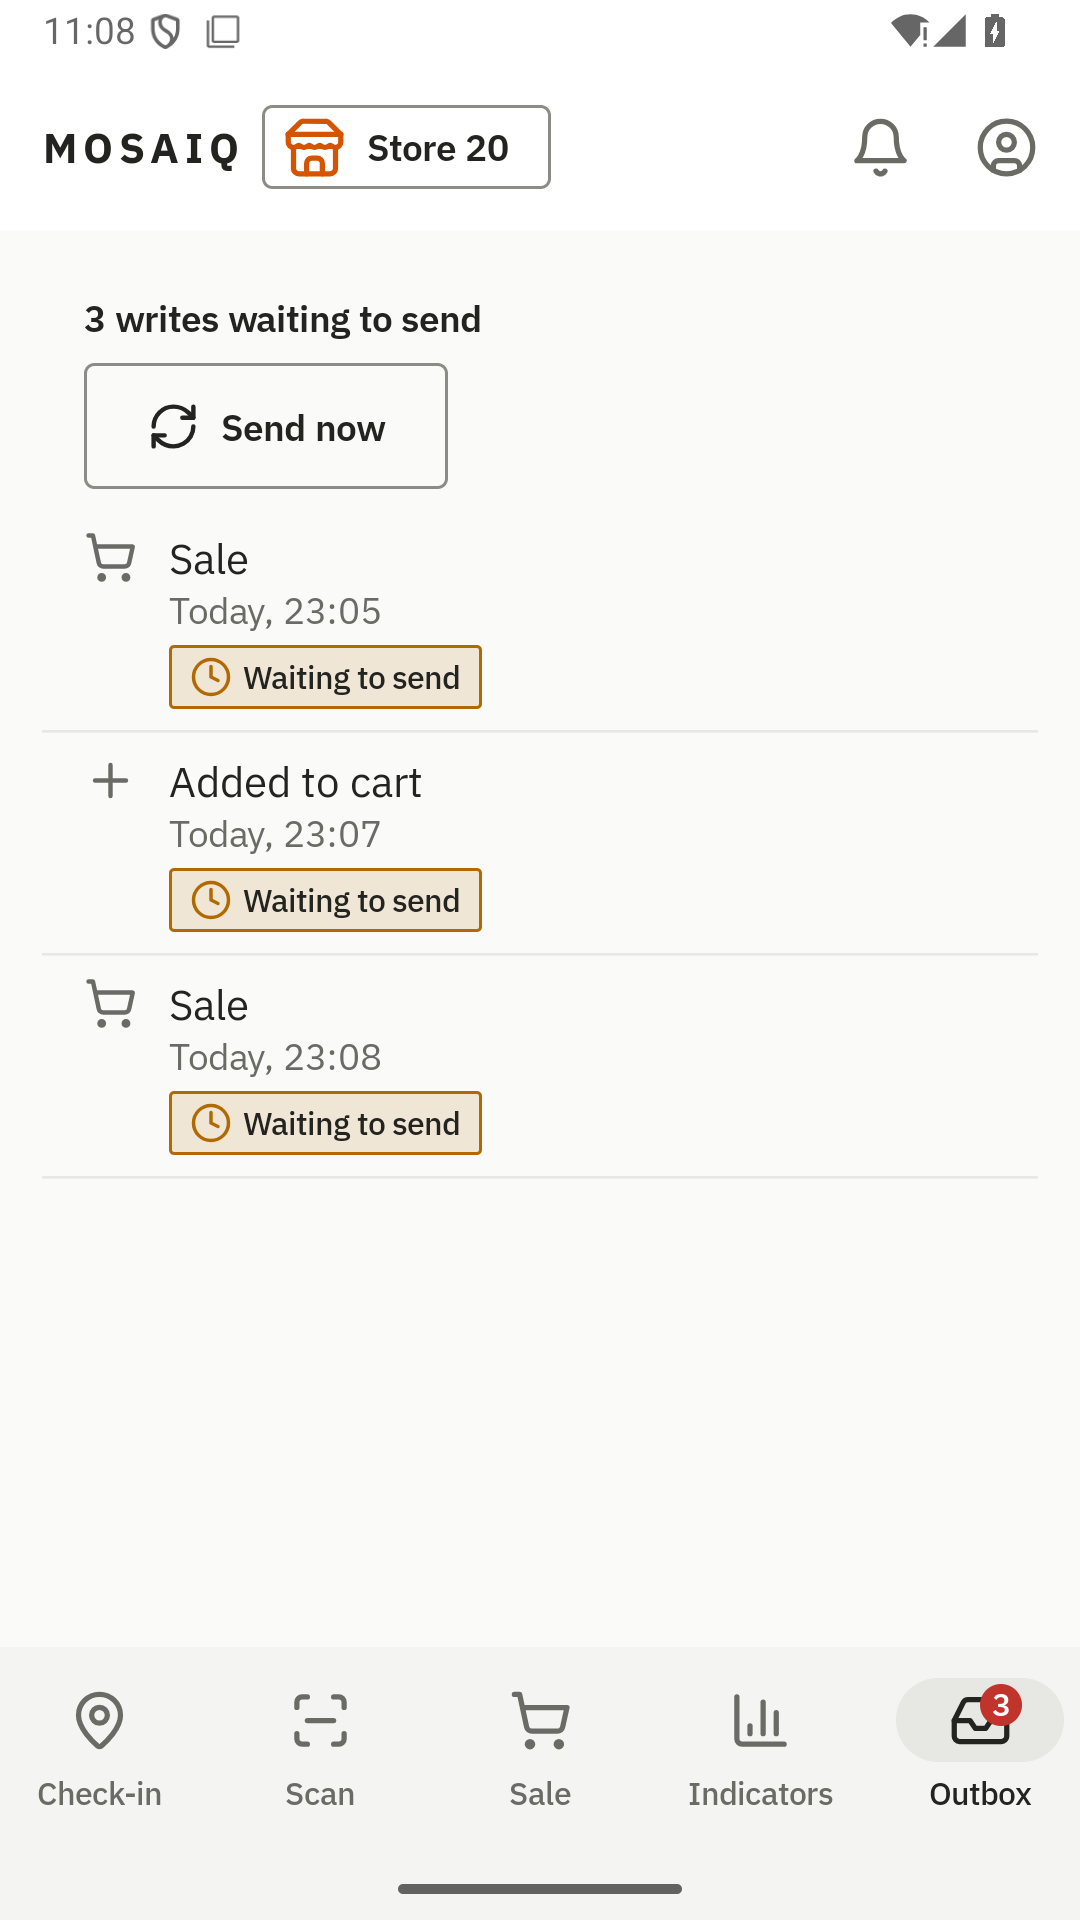 11:08
MOSAIQ
Store 20
3 writes waiting to send
Send now
Sale
Today, 23:05
Waiting to send
Added to cart
Today, 23:07
Waiting to send
Sale
Today, 23:08
Waiting to send
3
Check-in
Scan
Sale
Indicators
Outbox